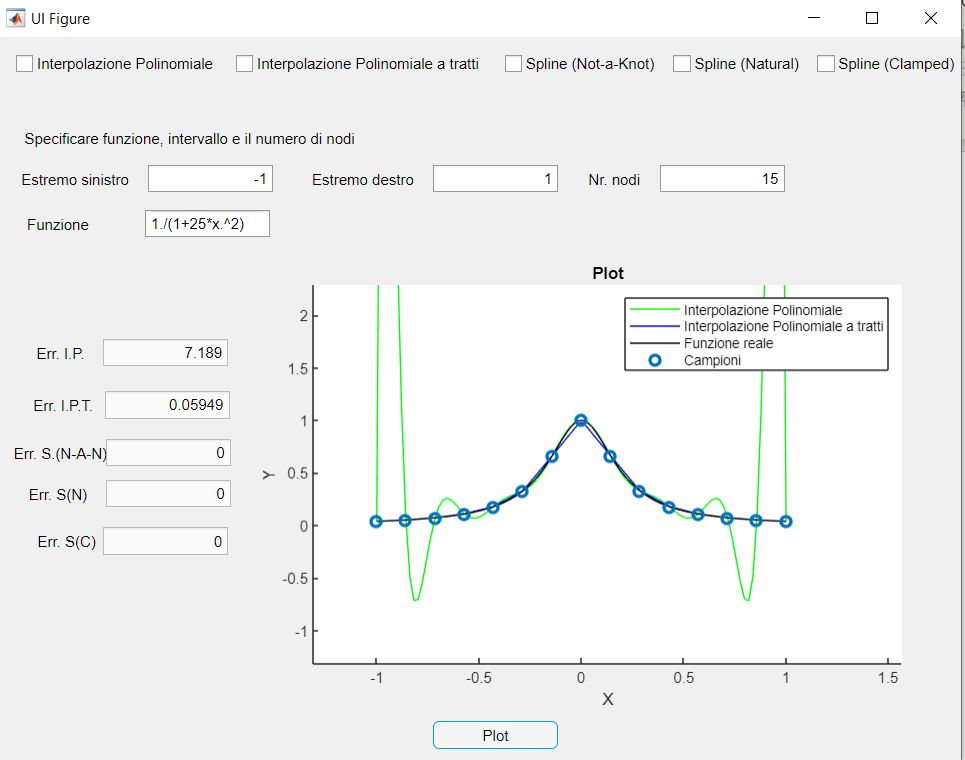 UI Figure
Interpolazione Polinomiale Interpolazione Polinomiale a tratti Spline (Not-a-Knot) Spline (Natural) Spline (Clamped)
Specificare funzione, intervallo e il numero di nodi
Estremo sinistro -1 Estremo destro 1 Nr. nodi 15
Funzione 1./(1+25*x.^2)
Plot
Interpolazione Polinomiale
Interpolazione Polinomiale a tratti
Funzione reale
Campioni
Err. I.P. 7.189
Err. I.P.T. 0.05949
Err. S.(N-A-N) 0
Err. S(N) 0
Err. S(C) 0
Y
2
1.5
1
0.5
0
-0.5
-1
-1 -0.5 0 0.5 1 1.5
X
Plot